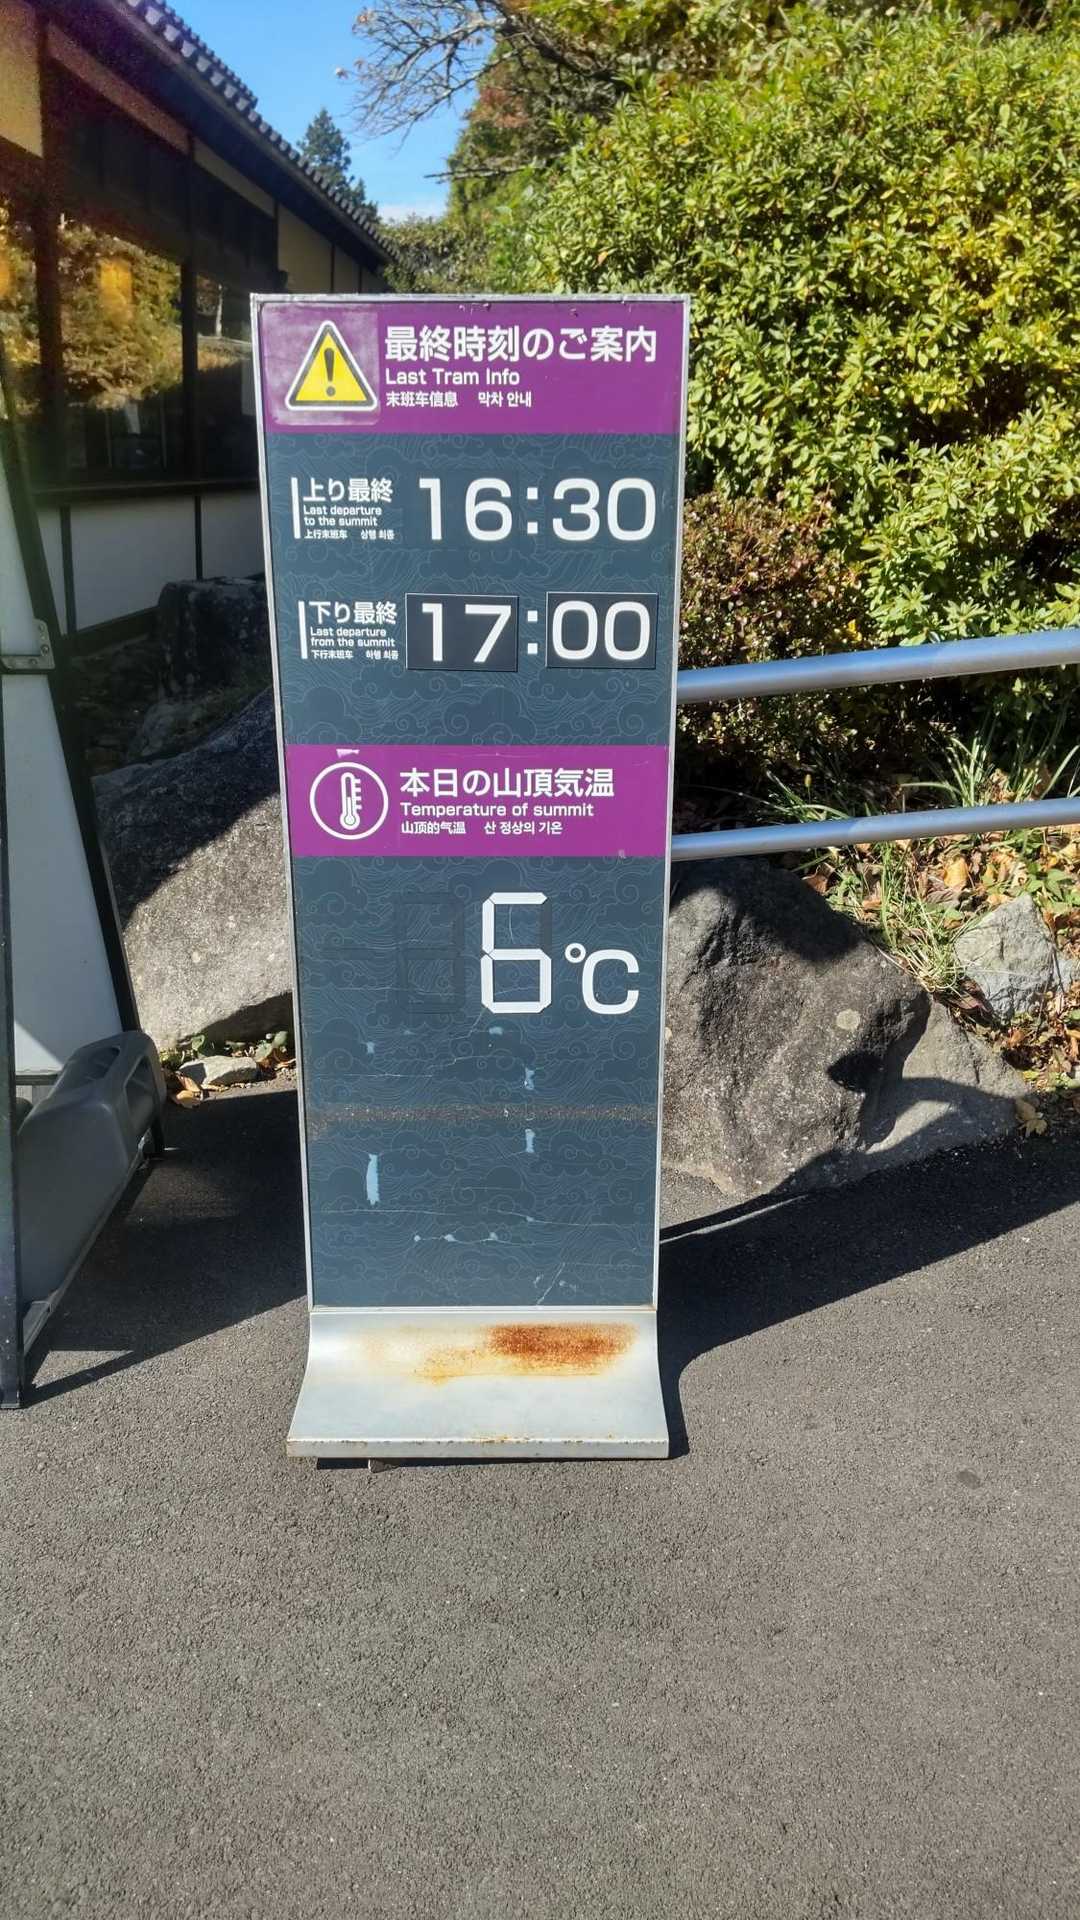 最終時刻のご案内
Last Tram Info
末班车信息 막차 안내
上り最終 16:30
Last departure
to the summit
上行末班车 상행 최종
下り最終 17:00
Last departure
from the summit
下行末班车 하행 최종
本日の山頂気温
Temperature of summit
山顶的气温 산 정상의 기온
6℃